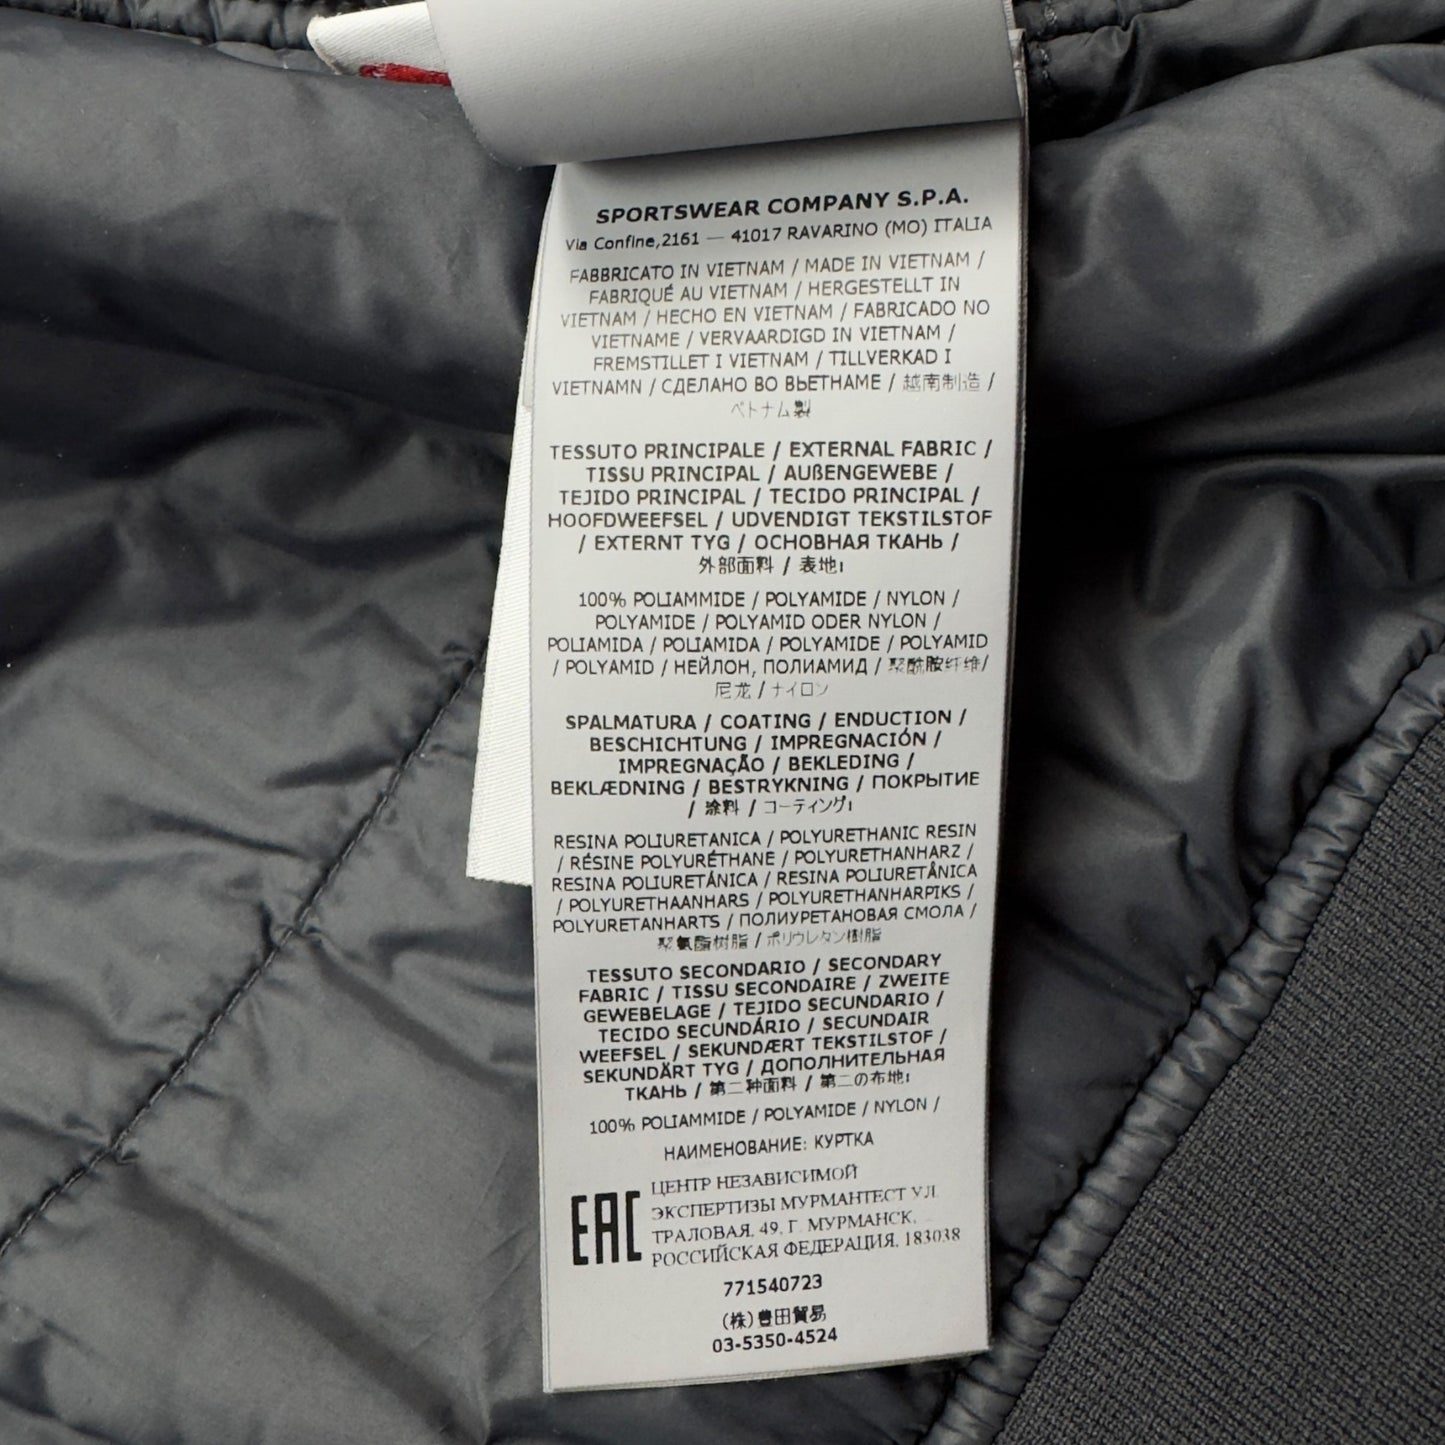 SPORTSWEAR COMPANY S.P.A.
Via Confine,2161 — 41017 RAVARINO (MO) ITALIA
FABBRICATO IN VIETNAM / MADE IN VIETNAM /
FABRIQUÉ AU VIETNAM / HERGESTELLT IN
VIETNAM / HECHO EN VIETNAM / FABRICADO NO
VIETNAME / VERVAARDIGD IN VIETNAM /
FREMSTILLET I VIETNAM / TILLVERKAD I
VIETNAMN / СДЕЛАНО ВО ВЬЕТНАМЕ / 越南制造 /
ベトナム製
TESSUTO PRINCIPALE / EXTERNAL FABRIC /
TISSU PRINCIPAL / AUßENGEWEBE /
TEJIDO PRINCIPAL / TECIDO PRINCIPAL /
HOOFDWEEFSEL / UDVENDIGT TEKSTILSTOF
/ EXTERNT TYG / ОСНОВНАЯ ТКАНЬ /
外部面料 / 表地:
100% POLIAMMIDE / POLYAMIDE / NYLON /
POLYAMIDE / POLYAMID ODER NYLON /
POLIAMIDA / POLIAMIDA / POLYAMIDE / POLYAMID
/ POLYAMID / НЕЙЛОН, ПОЛИАМИД / 聚酰胺纤维/
尼龙 / ナイロン
SPALMATURA / COATING / ENDUCTION /
BESCHICHTUNG / IMPREGNACIÓN /
IMPREGNAÇÃO / BEKLEDING /
BEKLÆDNING / BESTRYKNING / ПОКРЫТИЕ
/ 涂料 / コーティング:
RESINA POLIURETANICA / POLYURETHANIC RESIN
/ RÉSINE POLYURÉTHANE / POLYURETHANHARZ /
RESINA POLIURETÁNICA / RESINA POLIURETÂNICA
/ POLYURETHAANHARS / POLYURETHANHARPIKS /
POLYURETANHARTS / ПОЛИУРЕТАНОВАЯ СМОЛА /
聚氨酯树脂 / ポリウレタン樹脂
TESSUTO SECONDARIO / SECONDARY
FABRIC / TISSU SECONDAIRE / ZWEITE
GEWEBELAGE / TEJIDO SECUNDARIO /
TECIDO SECUNDÁRIO / SECUNDAIR
WEEFSEL / SEKUNDÆRT TEKSTILSTOF /
SEKUNDÄRT TYG / ДОПОЛНИТЕЛЬНАЯ
ТКАНЬ / 第二种面料 / 第二の布地:
100% POLIAMMIDE / POLYAMIDE / NYLON /
НАИМЕНОВАНИЕ: КУРТКА
EAC
ЦЕНТР НЕЗАВИСИМОЙ
ЭКСПЕРТИЗЫ МУРМАНТЕСТ УЛ.
ТРАЛОВАЯ, 49, Г. МУРМАНСК,
РОССИЙСКАЯ ФЕДЕРАЦИЯ, 183038
771540723
(株)豊田貿易
03-5350-4524